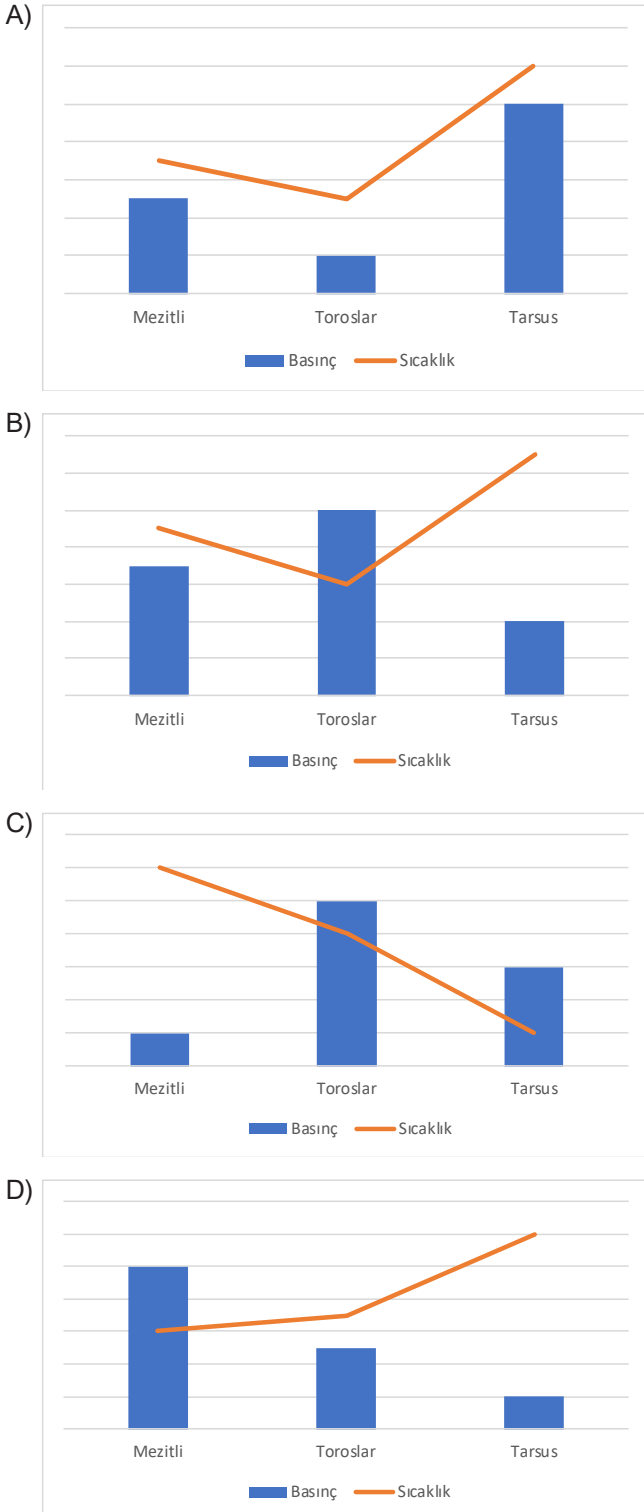 A)
Mezitli Toroslar Tarsus
Basınç Sıcaklık
B)
Mezitli Toroslar Tarsus
Basınç Sıcaklık
C)
Mezitli Toroslar Tarsus
Basınç Sıcaklık
D)
Mezitli Toroslar Tarsus
Basınç Sıcaklık